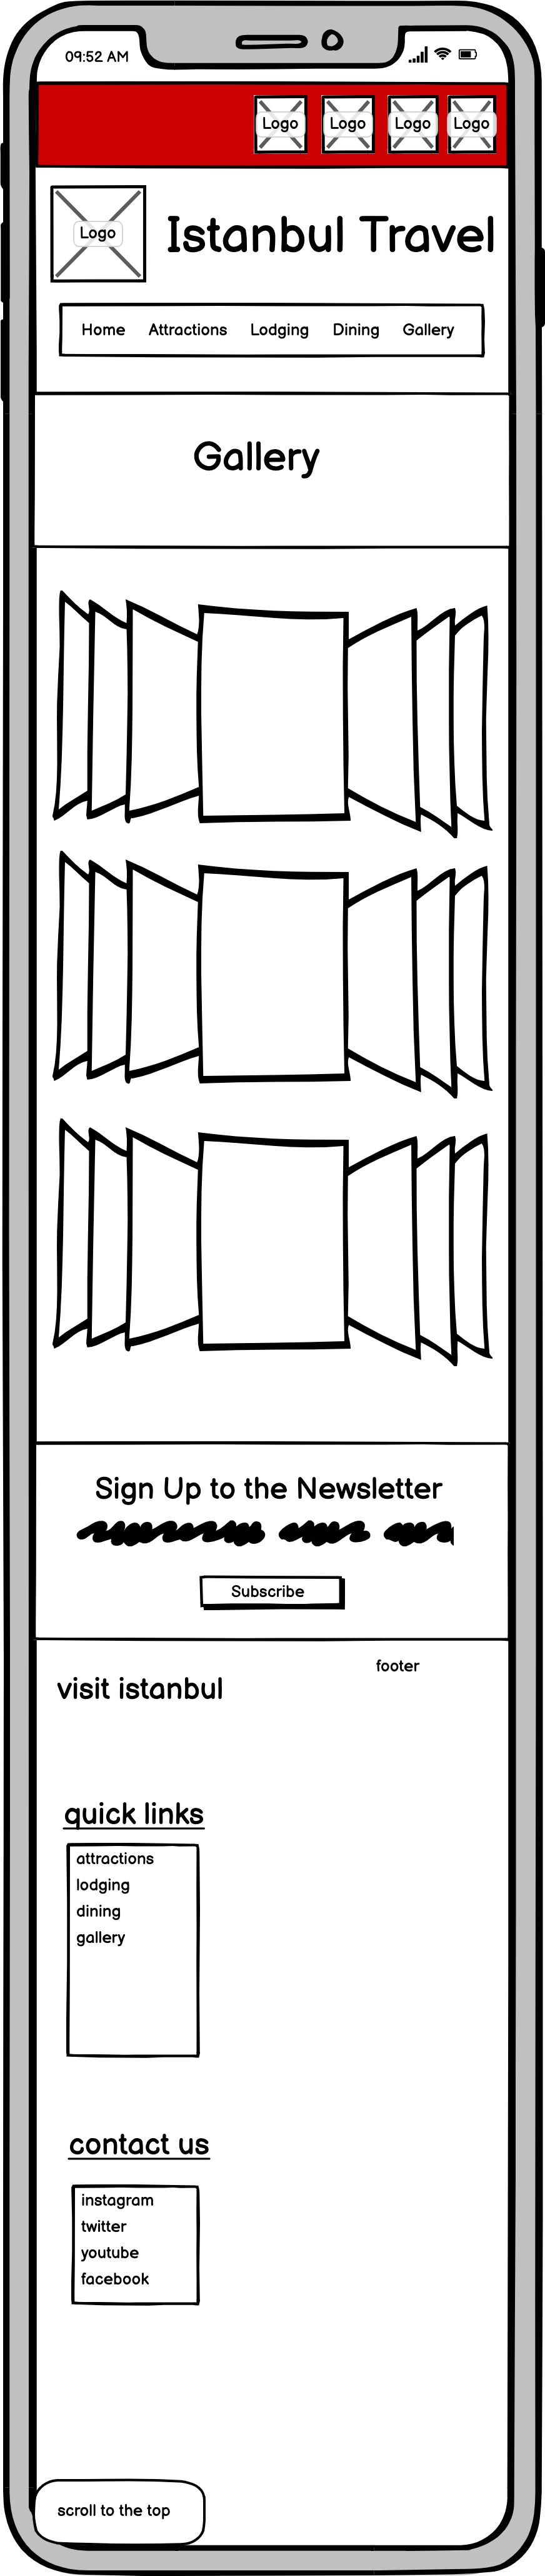 09:52 AM
Logo Logo Logo Logo
Logo
Istanbul Travel
Home Attractions Lodging Dining Gallery
Gallery
Sign Up to the Newsletter
Subscribe
footer
visit istanbul
quick links
attractions
lodging
dining
gallery
contact us
instagram
twitter
youtube
facebook
scroll to the top